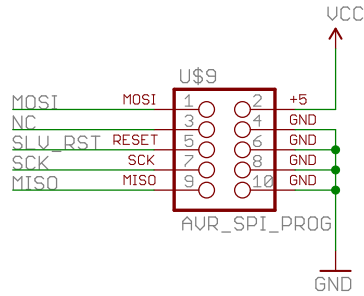 VCC
U$9
MOSI MOSI 1 2 +5
NC 3 4 GND
SLV_RST RESET 5 6 GND
SCK SCK 7 8 GND
MISO MISO 9 10 GND
AVR_SPI_PROG
GND